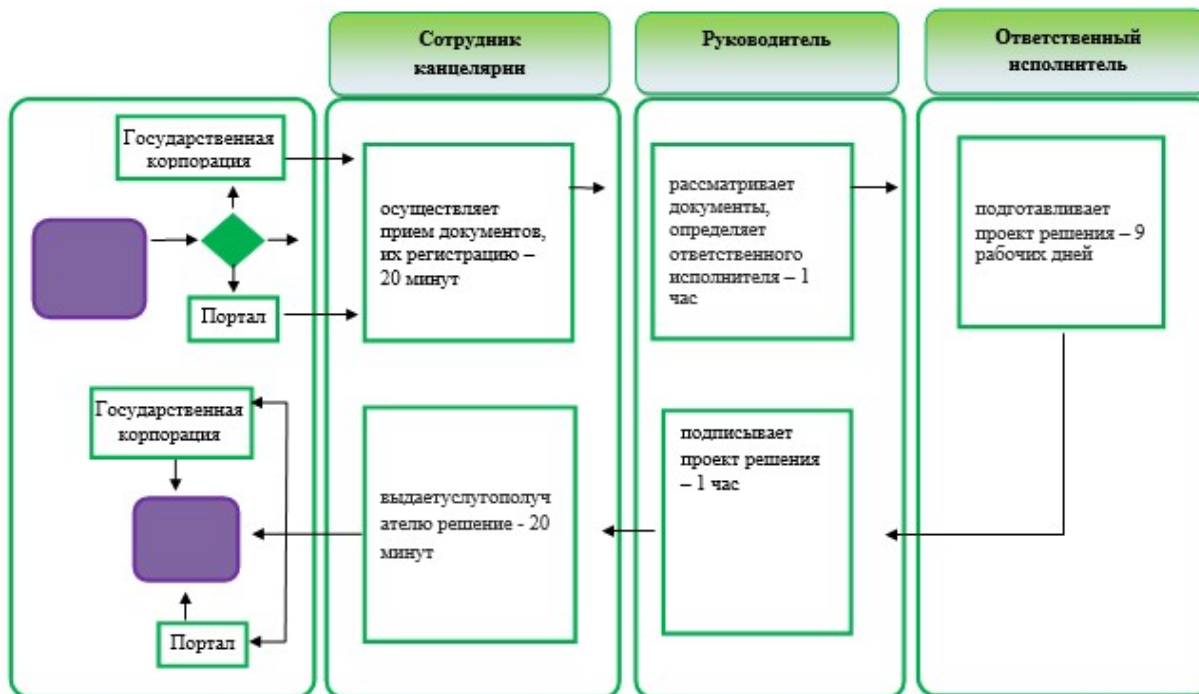 Сотрудник
канцелярии
Руководитель
Ответственный
исполнитель
Государственная
корпорация
Портал
осуществляет
прием документов,
их регистрацию –
20 минут
рассматривает
документы,
определяет
ответственного
исполнителя – 1
час
подготавливает
проект решения – 9
рабочих дней
Государственная
корпорация
Портал
выдаетуслугополуч
ателю решение - 20
минут
подписывает
проект решения
– 1 час